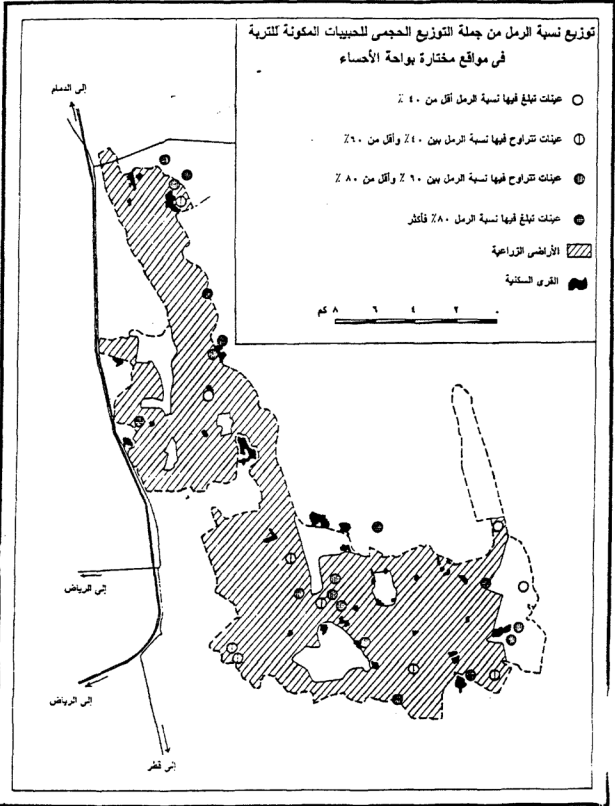 توزيع نسبة الرمل من جملة التوزيع الحجمى للحبيبات المكونة للتربة
فى مواقع مختارة بواحة الأحساء
عينات تبلغ فيها نسبة الرمل أقل من ٤٠ ٪
عينات تتراوح فيها نسبة الرمل بين ٤٠٪ وأقل من ٦٠٪
عينات تتراوح فيها نسبة الرمل بين ٦٠ ٪ وأقل من ٨٠ ٪
عينات تبلغ فيها نسبة الرمل ٨٠٪ فأكثر
الأراضى الزراعية
القرى السكنية
٠ ٢ ٤ ٦ ٨ كم
إلى الدمام
إلى الرياض
إلى الرياض
إلى قطر